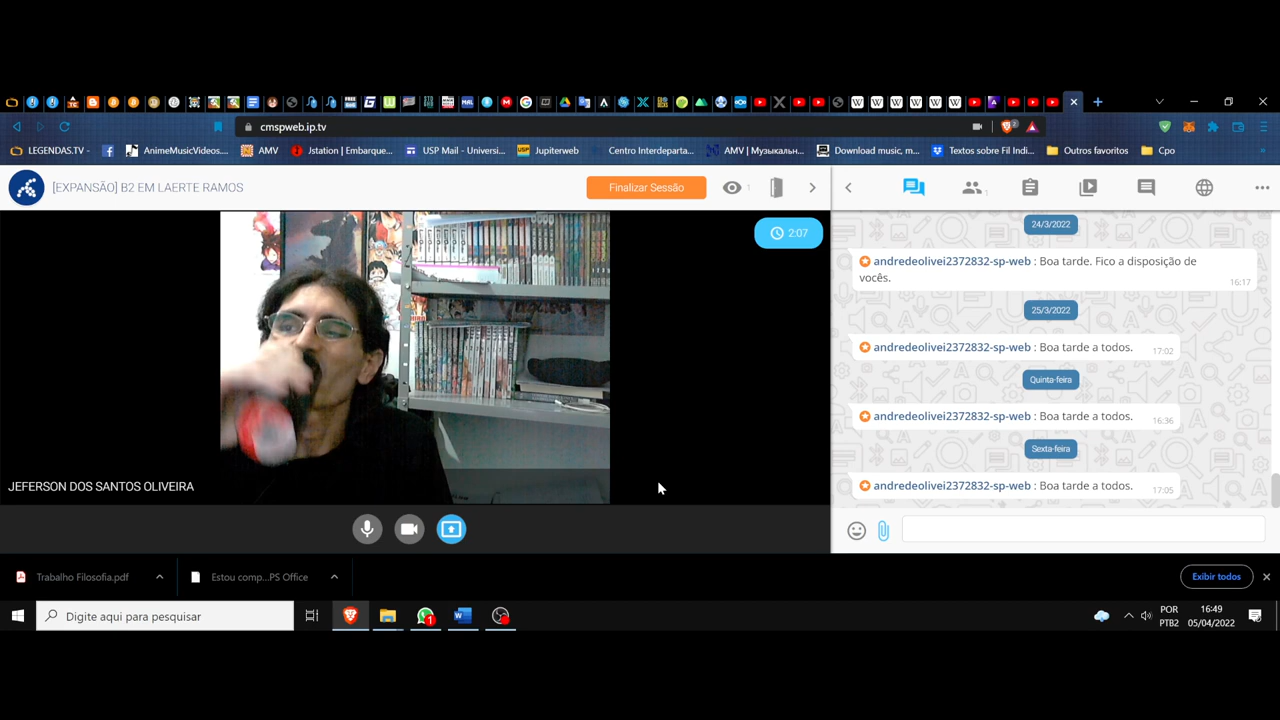 cmspweb.ip.tv
LEGENDAS.TV -
AnimeMusicVideos...
AMV
Jstation | Embarque...
USP Mail - Universi...
Jupiterweb
Centro Interdeparta...
AMV | Музыкальн...
Download music, m...
Textos sobre Fil Indi...
Outros favoritos
Cpo
[EXPANSÃO] B2 EM LAERTE RAMOS
Finalizar Sessão
1
1
2:07
JEFERSON DOS SANTOS OLIVEIRA
24/3/2022
andredeolivei2372832-sp-web : Boa tarde. Fico a disposição de
vocês.
16:17
25/3/2022
andredeolivei2372832-sp-web : Boa tarde a todos.
17:02
Quinta-feira
andredeolivei2372832-sp-web : Boa tarde a todos.
16:36
Sexta-feira
andredeolivei2372832-sp-web : Boa tarde a todos.
17:05
Trabalho Filosofia.pdf
Estou comp...PS Office
Exibir todos
Digite aqui para pesquisar
1
POR
PTB2
16:49
05/04/2022